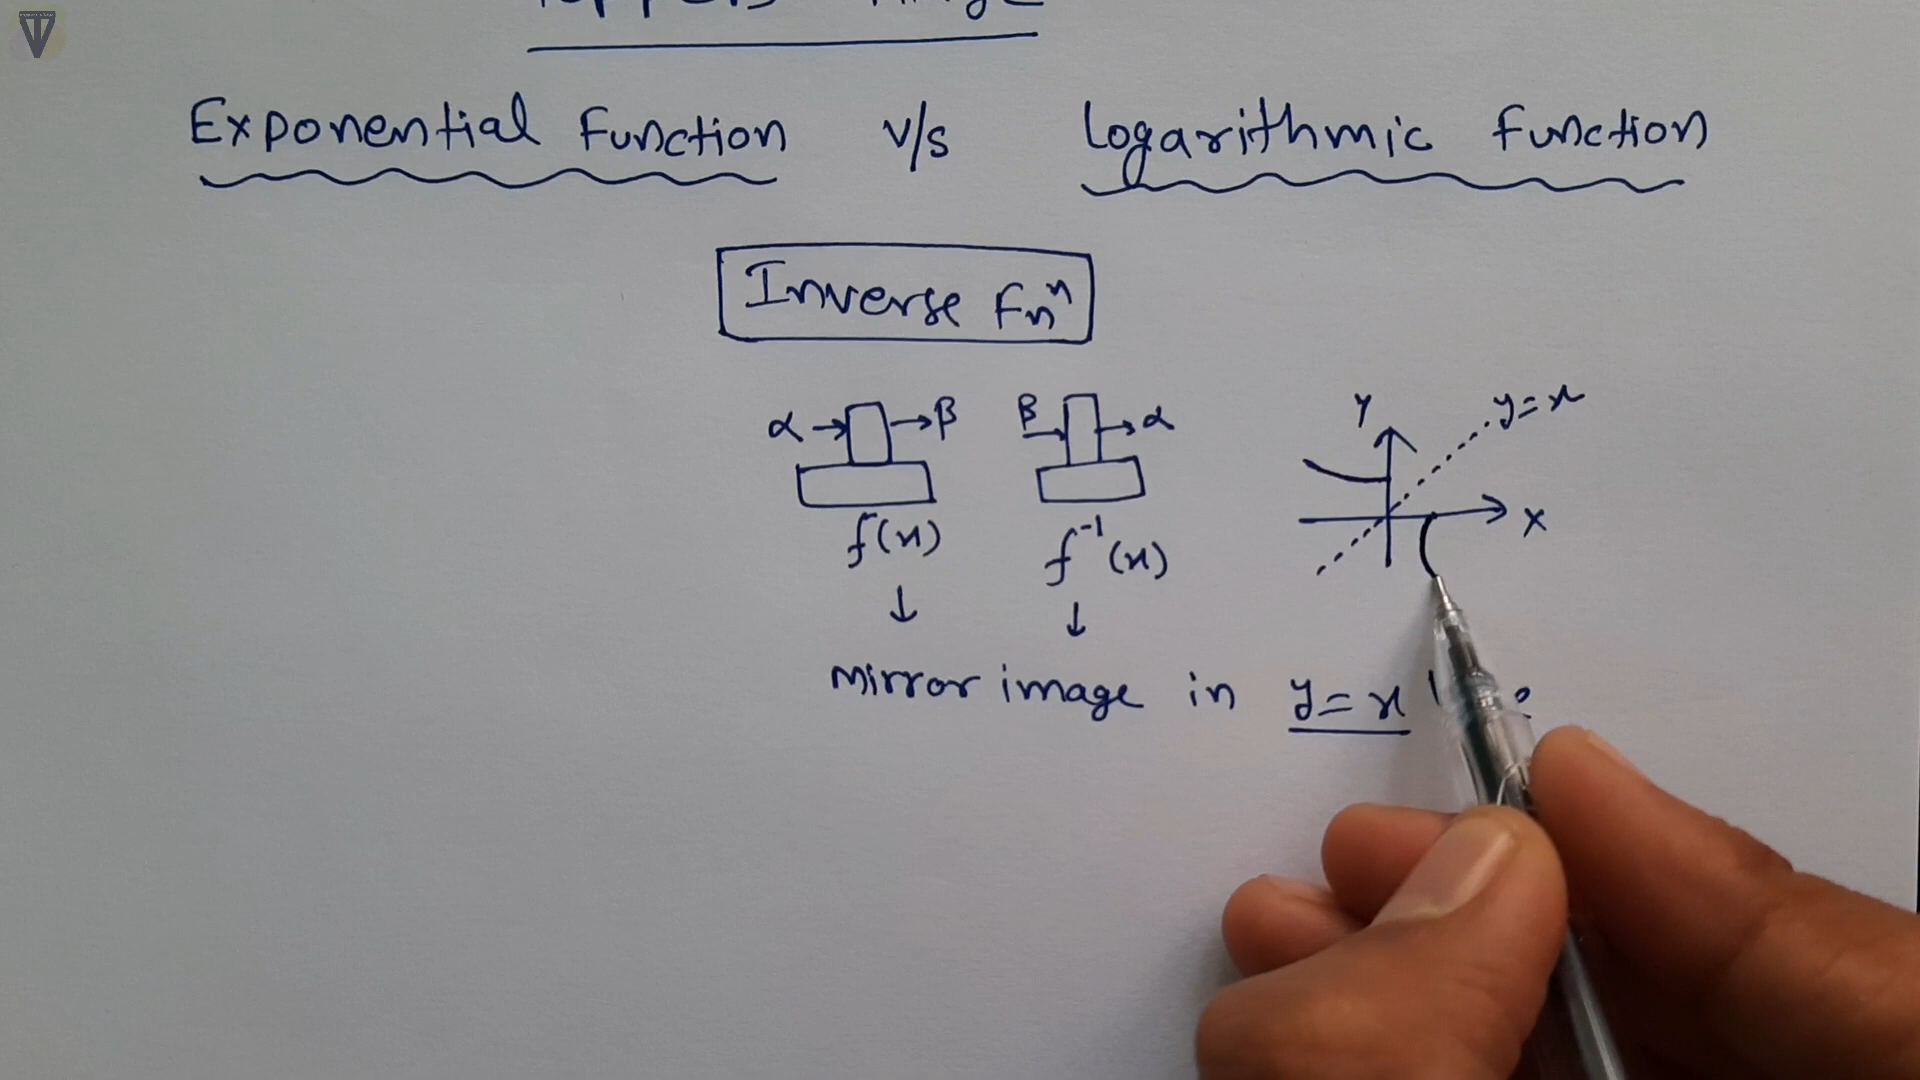 Exponential Function v/s Logarithmic Function
Inverse Fnⁿ
α → → β β → → α Y y=x
X
f(x) f⁻¹(x)
↓ ↓
mirror image in y=x